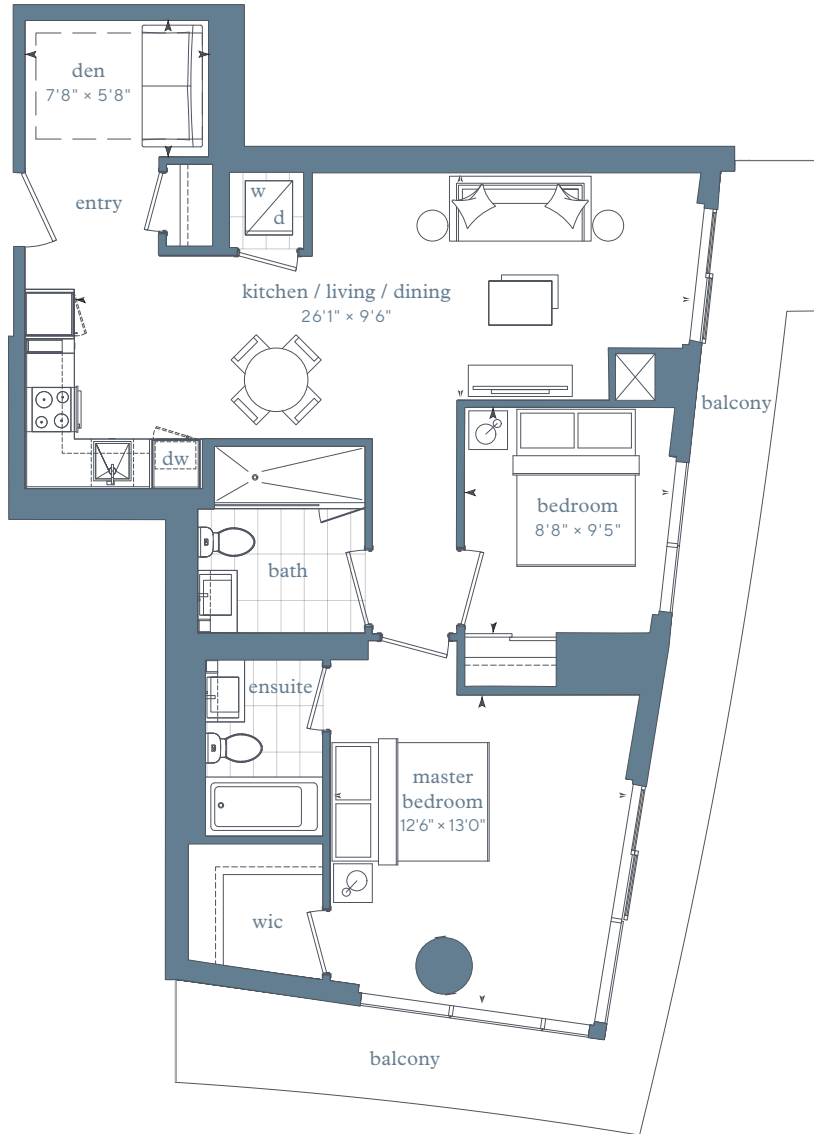 den
7'8" × 5'8"
entry
w
d
kitchen / living / dining
26'1" × 9'6"
balcony
dw
bedroom
8'8" × 9'5"
bath
ensuite
master
bedroom
12'6" × 13'0"
wic
balcony